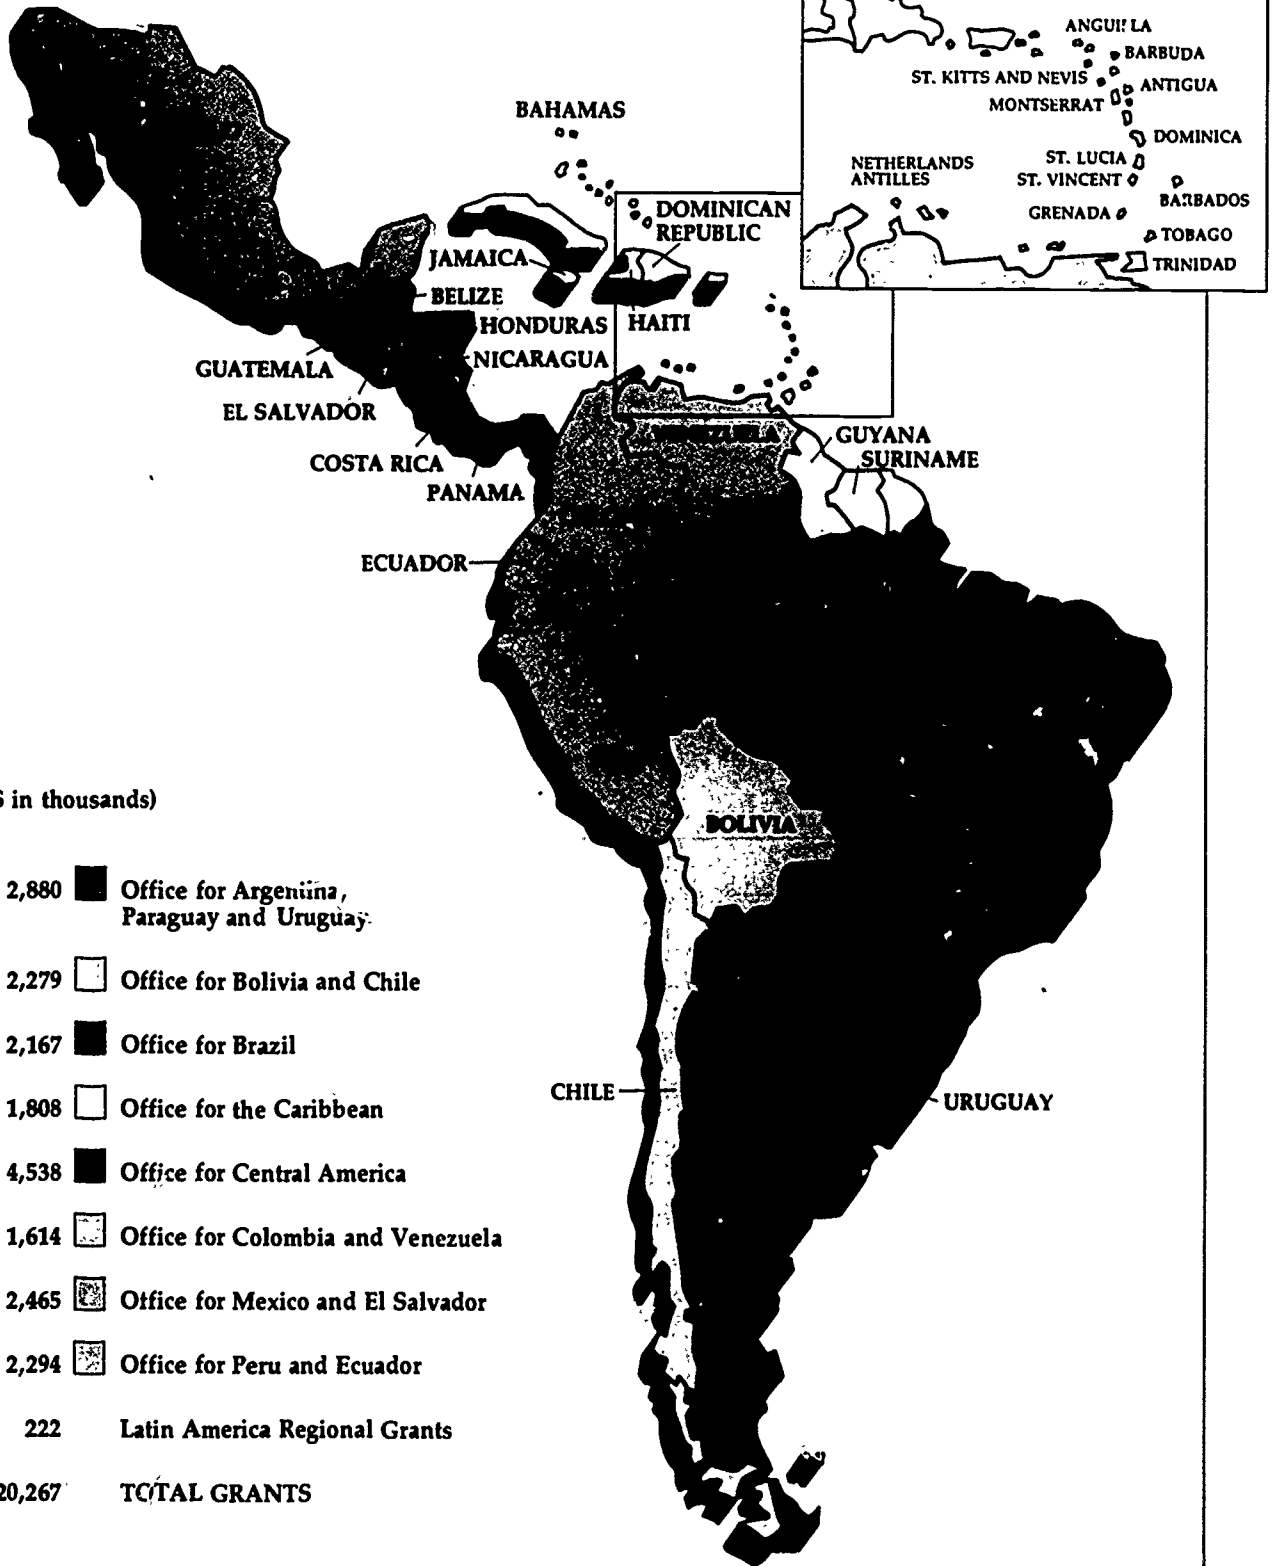 ANGUILLA
BARBUDA
ST. KITTS AND NEVIS
ANTIGUA
MONTSERRAT
DOMINICA
NETHERLANDS
ANTILLES
ST. LUCIA
ST. VINCENT
BARBADOS
GRENADA
TOBAGO
TRINIDAD
BAHAMAS
DOMINICAN
REPUBLIC
JAMAICA
BELIZE
HONDURAS
HAITI
NICARAGUA
GUATEMALA
EL SALVADOR
COSTA RICA
PANAMA
VENEZUELA
GUYANA
SURINAME
ECUADOR
BOLIVIA
CHILE
URUGUAY
in thousands)
2,880 Office for Argentina,
Paraguay and Uruguay
2,279 Office for Bolivia and Chile
2,167 Office for Brazil
1,808 Office for the Caribbean
4,538 Office for Central America
1,614 Office for Colombia and Venezuela
2,465 Office for Mexico and El Salvador
2,294 Office for Peru and Ecuador
222 Latin America Regional Grants
20,267 TOTAL GRANTS